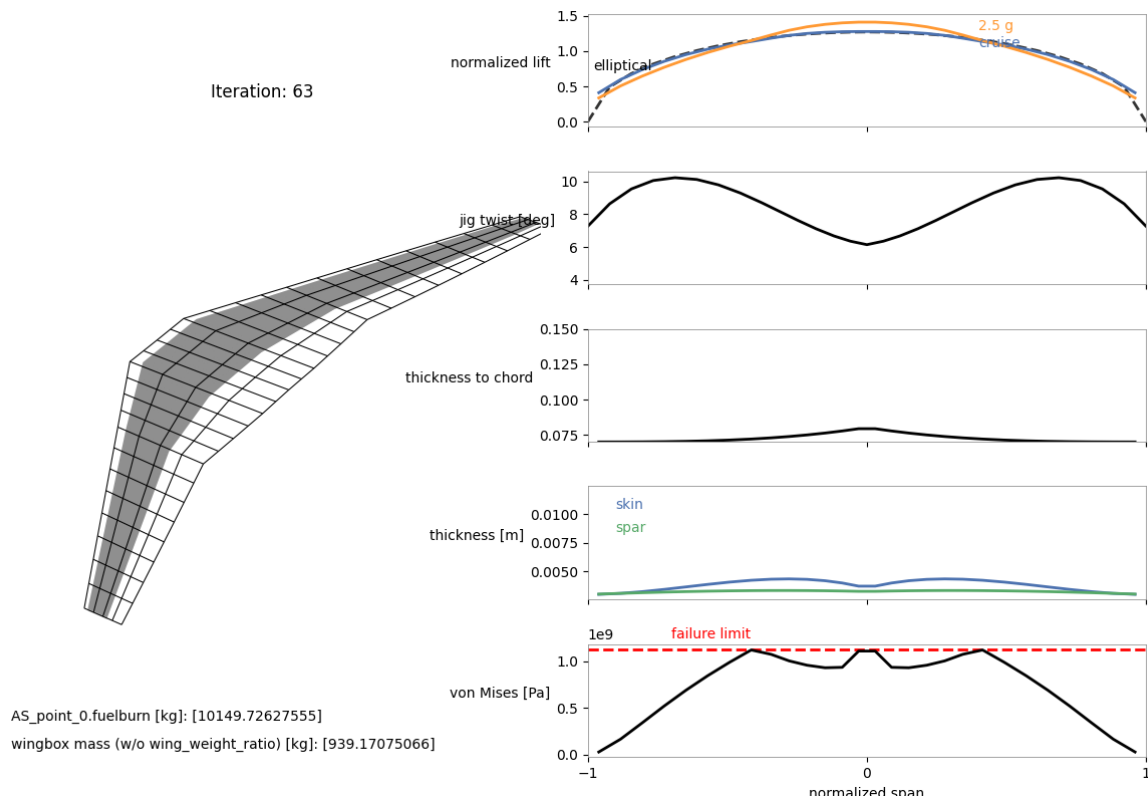 Iteration: 63
normalized lift
1.5
1.0
0.5
0.0
2.5 g
cruise
elliptical
jig twist [deg]
10
8
6
4
thickness to chord
0.150
0.125
0.100
0.075
thickness [m]
0.0100
0.0075
0.0050
skin
spar
von Mises [Pa]
1e9
failure limit
1.0
0.5
0.0
−1 0 1
normalized span
AS_point_0.fuelburn [kg]: [10149.72627555]
wingbox mass (w/o wing_weight_ratio) [kg]: [939.17075066]